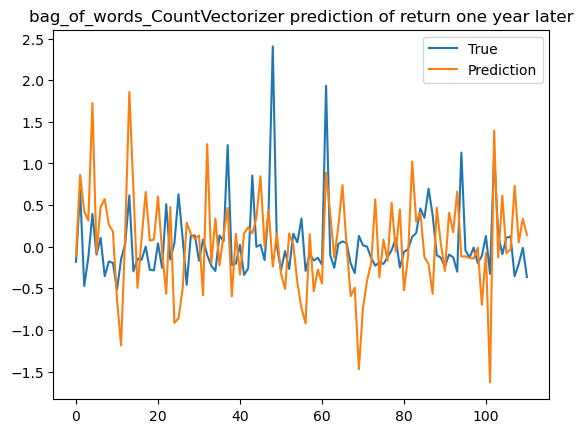 bag_of_words_CountVectorizer prediction of return one year later
True
Prediction
2.5
2.0
1.5
1.0
0.5
0.0
−0.5
−1.0
−1.5
0 20 40 60 80 100